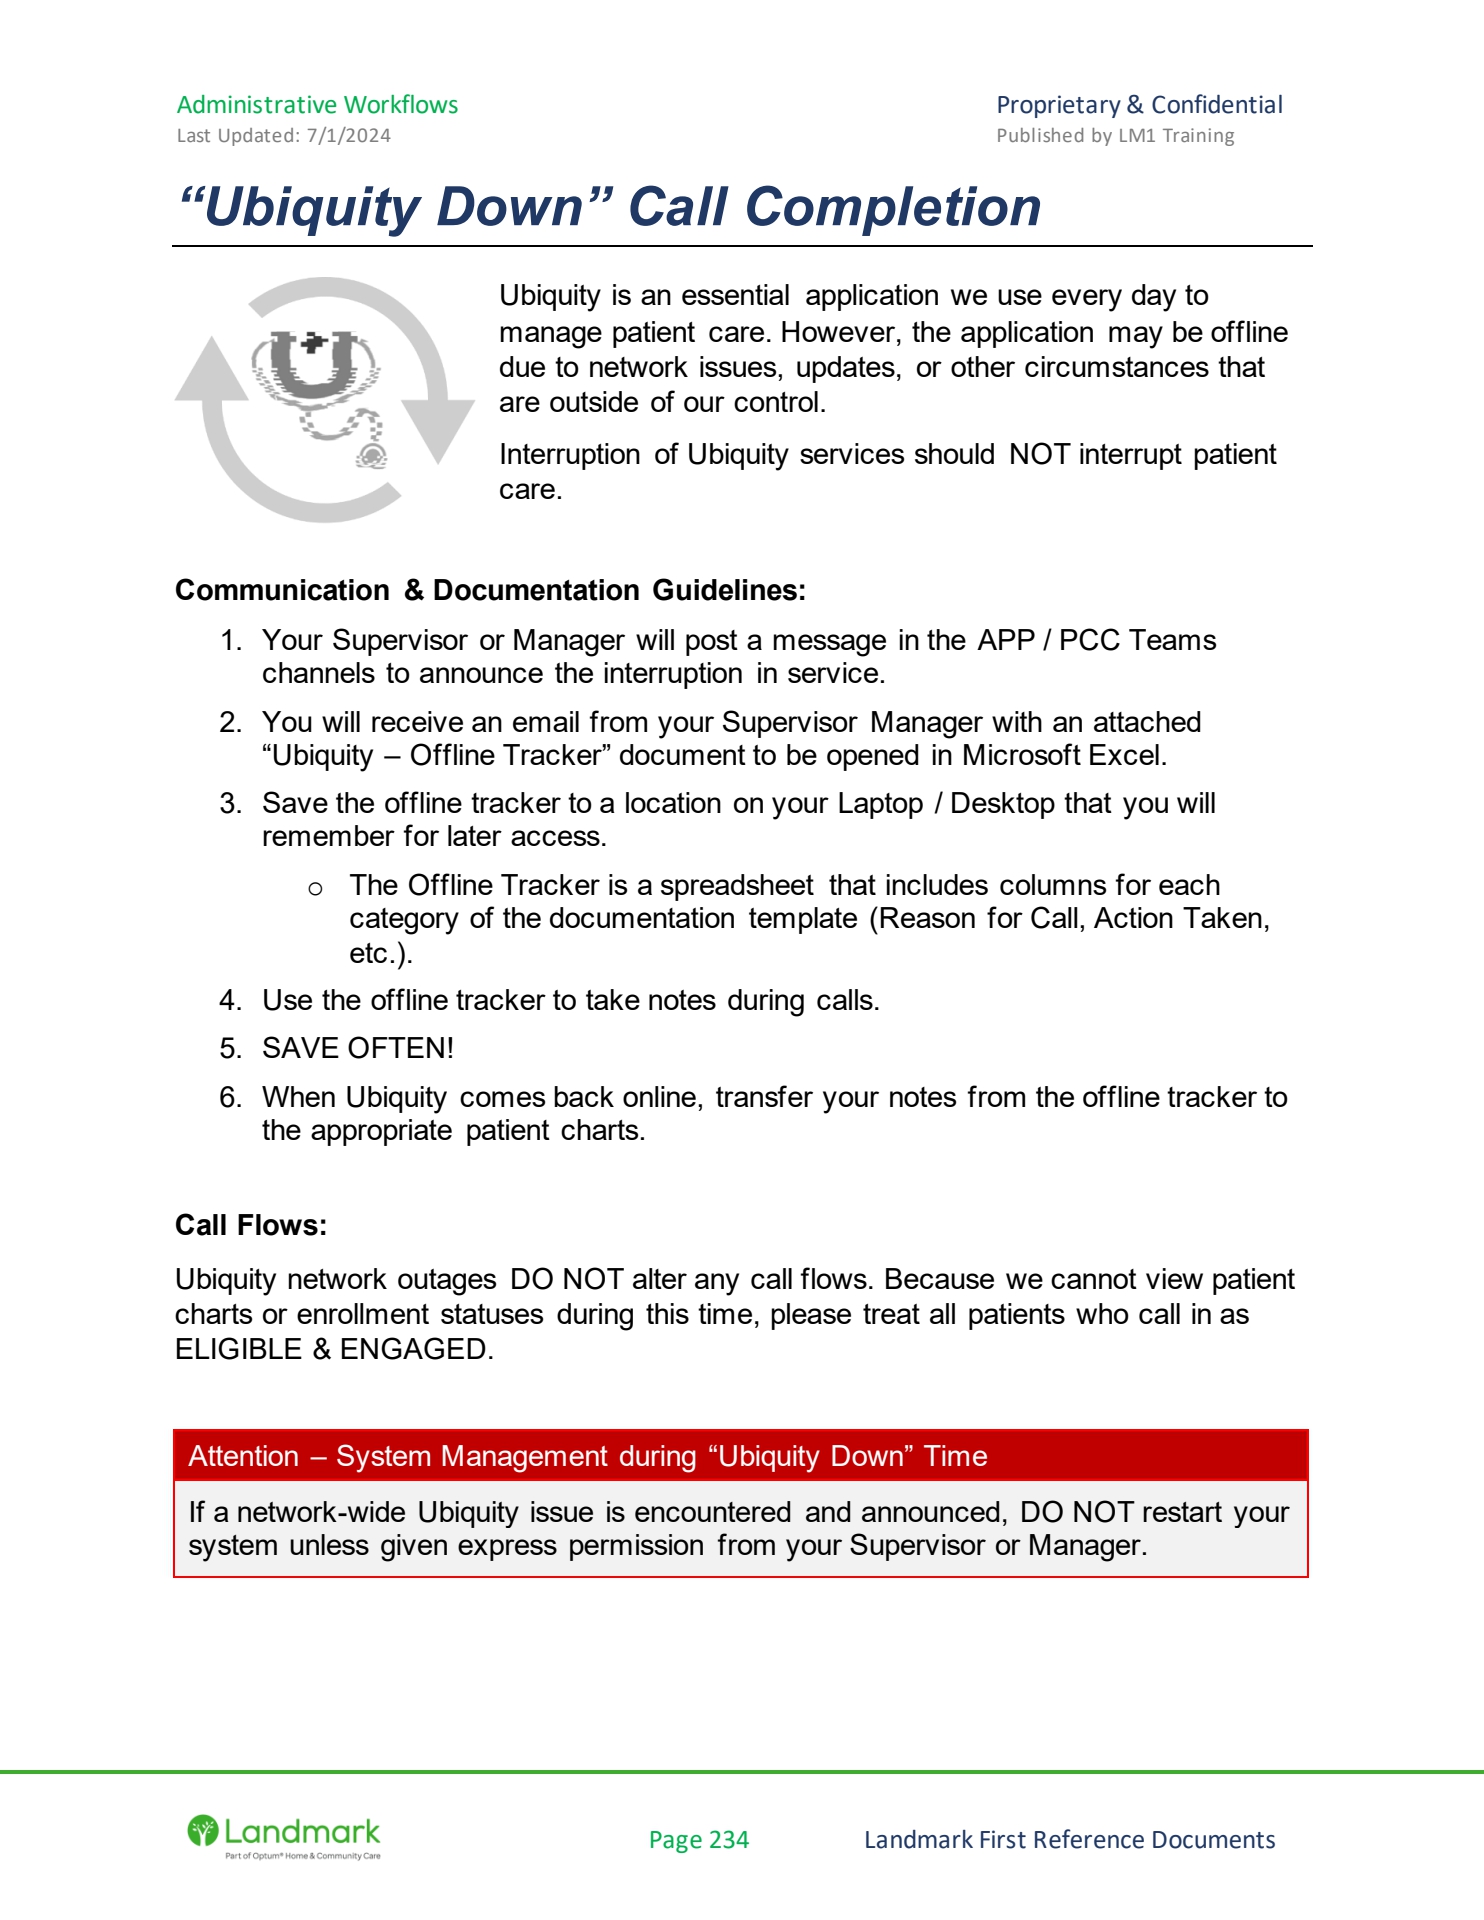 Administrative Workflows
Proprietary & Confidential
Last Updated: 7/1/2024
Published by LM1 Training
“Ubiquity Down” Call Completion
Ubiquity is an essential application we use every day to
manage patient care. However, the application may be offline
due to network issues, updates, or other circumstances that
are outside of our control.
Interruption of Ubiquity services should NOT interrupt patient
care.
Communication & Documentation Guidelines:
1. Your Supervisor or Manager will post a message in the APP / PCC Teams
channels to announce the interruption in service.
2. You will receive an email from your Supervisor Manager with an attached
“Ubiquity – Offline Tracker” document to be opened in Microsoft Excel.
3. Save the offline tracker to a location on your Laptop / Desktop that you will
remember for later access.
o The Offline Tracker is a spreadsheet that includes columns for each
category of the documentation template (Reason for Call, Action Taken,
etc.).
4. Use the offline tracker to take notes during calls.
5. SAVE OFTEN!
6. When Ubiquity comes back online, transfer your notes from the offline tracker to
the appropriate patient charts.
Call Flows:
Ubiquity network outages DO NOT alter any call flows. Because we cannot view patient
charts or enrollment statuses during this time, please treat all patients who call in as
ELIGIBLE & ENGAGED.
Attention – System Management during “Ubiquity Down” Time
If a network-wide Ubiquity issue is encountered and announced, DO NOT restart your
system unless given express permission from your Supervisor or Manager.
Landmark
Part of Optum® Home & Community Care
Page 234
Landmark First Reference Documents